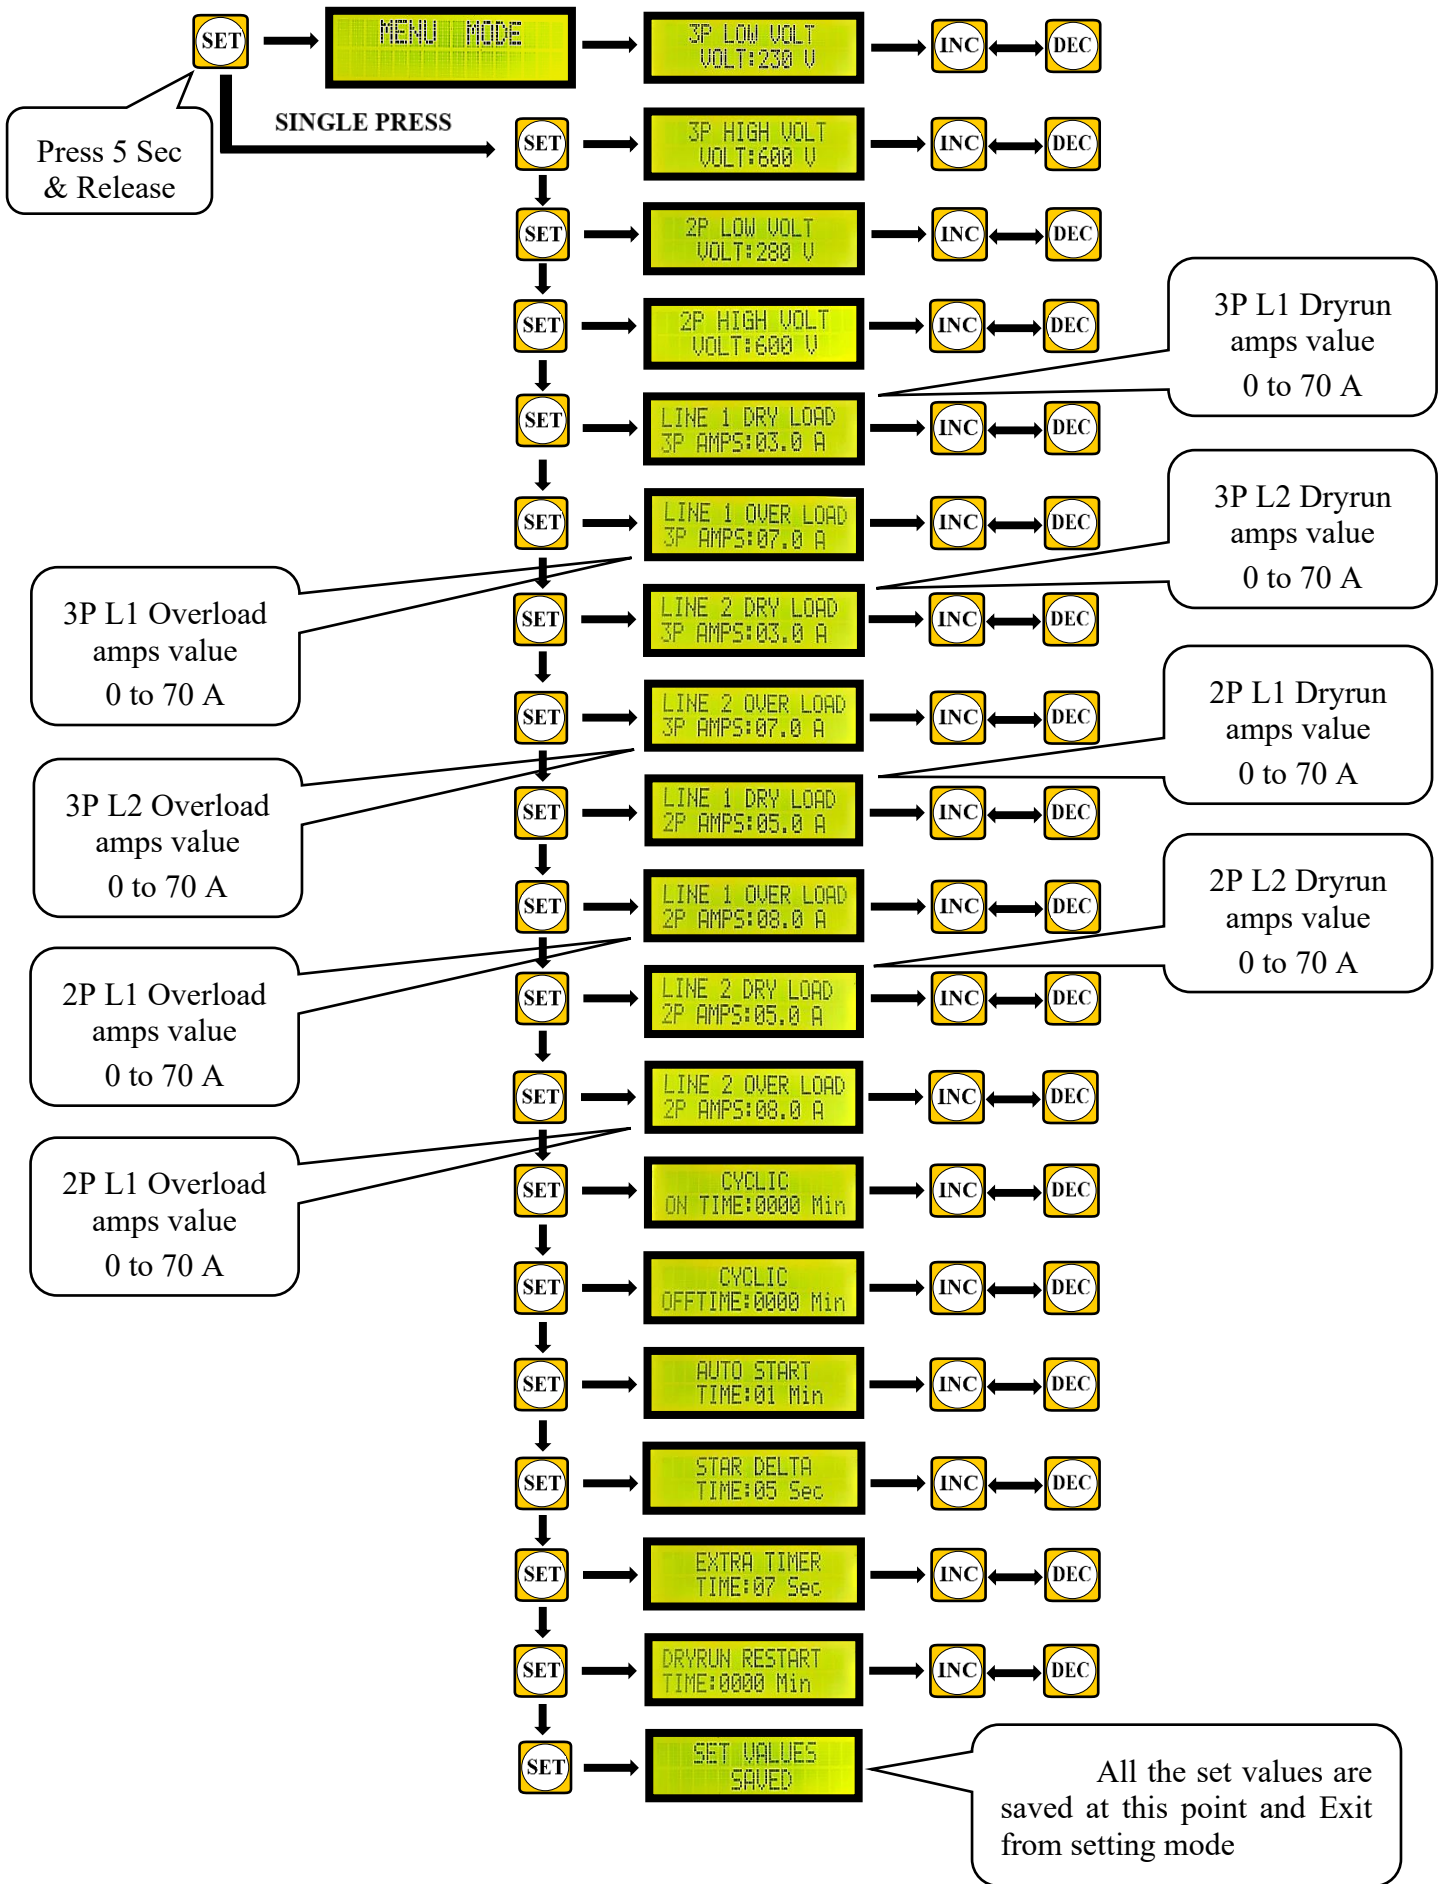 SET
MENU MODE
3P LOW VOLT
VOLT:230 V
INC
DEC
Press 5 Sec
& Release
SINGLE PRESS
SET
3P HIGH VOLT
VOLT:600 V
INC
DEC
SET
2P LOW VOLT
VOLT:280 V
INC
DEC
SET
2P HIGH VOLT
VOLT:600 V
INC
DEC
3P L1 Dryrun
amps value
0 to 70 A
SET
LINE 1 DRY LOAD
3P AMPS:03.0 A
INC
DEC
SET
LINE 1 OVER LOAD
3P AMPS:07.0 A
INC
DEC
3P L2 Dryrun
amps value
0 to 70 A
3P L1 Overload
amps value
0 to 70 A
SET
LINE 2 DRY LOAD
3P AMPS:03.0 A
INC
DEC
SET
LINE 2 OVER LOAD
3P AMPS:07.0 A
INC
DEC
2P L1 Dryrun
amps value
0 to 70 A
3P L2 Overload
amps value
0 to 70 A
SET
LINE 1 DRY LOAD
2P AMPS:05.0 A
INC
DEC
SET
LINE 1 OVER LOAD
2P AMPS:08.0 A
INC
DEC
2P L2 Dryrun
amps value
0 to 70 A
2P L1 Overload
amps value
0 to 70 A
SET
LINE 2 DRY LOAD
2P AMPS:05.0 A
INC
DEC
SET
LINE 2 OVER LOAD
2P AMPS:08.0 A
INC
DEC
2P L1 Overload
amps value
0 to 70 A
SET
CYCLIC
ON TIME:0000 Min
INC
DEC
SET
CYCLIC
OFFTIME:0000 Min
INC
DEC
SET
AUTO START
TIME:01 Min
INC
DEC
SET
STAR DELTA
TIME:05 Sec
INC
DEC
SET
EXTRA TIMER
TIME:07 Sec
INC
DEC
SET
DRYRUN RESTART
TIME:0000 Min
INC
DEC
SET
SET VALUES
SAVED
All the set values are
saved at this point and Exit
from setting mode